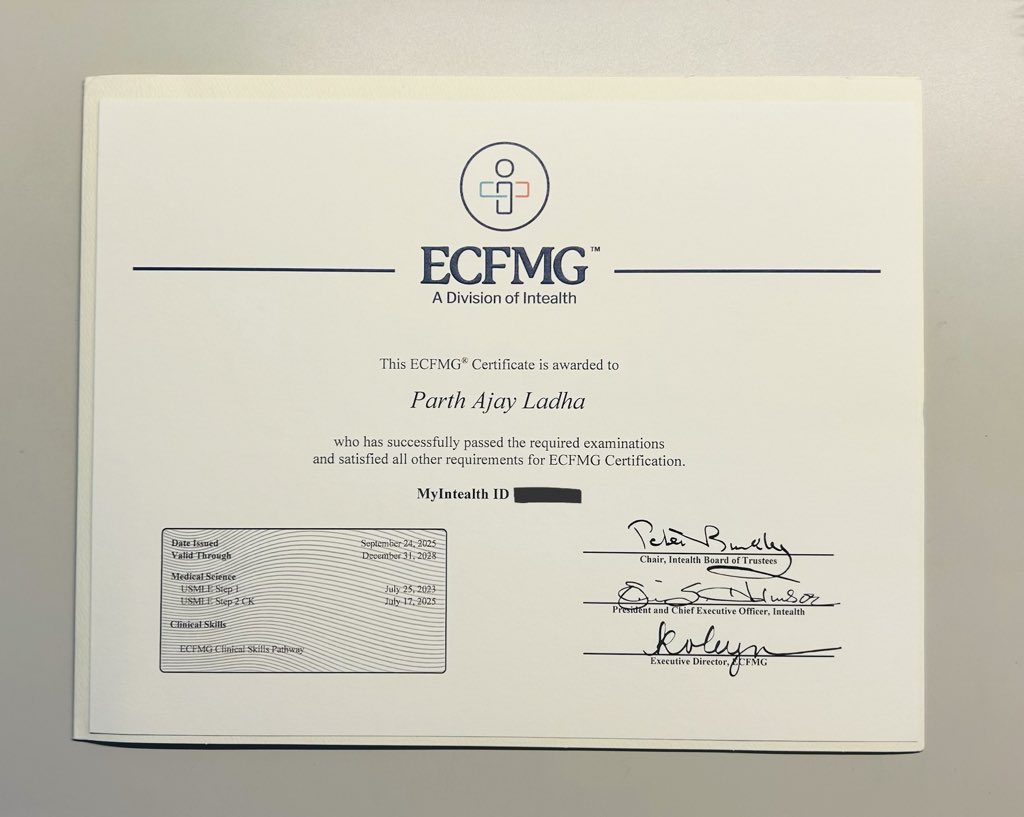 ECFMG™
A Division of Intealth
This ECFMG® Certificate is awarded to
Parth Ajay Ladha
who has successfully passed the required examinations
and satisfied all other requirements for ECFMG Certification.
MyIntealth ID
Date Issued September 24, 2025
Valid Through December 31, 2028
Medical Science
USMLE Step 1 July 25, 2023
USMLE Step 2 CK July 17, 2025
Clinical Skills
ECFMG Clinical Skills Pathway
Chair, Intealth Board of Trustees
President and Chief Executive Officer, Intealth
Executive Director, ECFMG